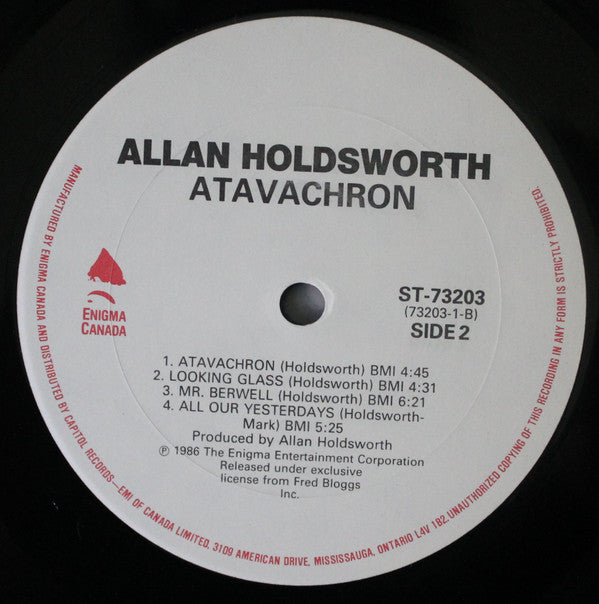 ALLAN HOLDSWORTH
ATAVACHRON
ENIGMA
CANADA
ST-73203
(73203-1-B)
SIDE 2
1. ATAVACHRON (Holdsworth) BMI 4:45
2. LOOKING GLASS (Holdsworth) BMI 4:31
3. MR. BERWELL (Holdsworth) BMI 6:21
4. ALL OUR YESTERDAYS (Holdsworth-
Mark) BMI 5:25
Produced by Allan Holdsworth
℗ 1986 The Enigma Entertainment Corporation
Released under exclusive
license from Fred Bloggs
Inc.
MANUFACTURED BY ENIGMA CANADA AND DISTRIBUTED BY CAPITOL RECORDS—EMI OF CANADA LIMITED, 3109 AMERICAN DRIVE, MISSISSAUGA, ONTARIO L4V 1B2. UNAUTHORIZED COPYING OF THIS RECORDING IN ANY FORM IS STRICTLY PROHIBITED.